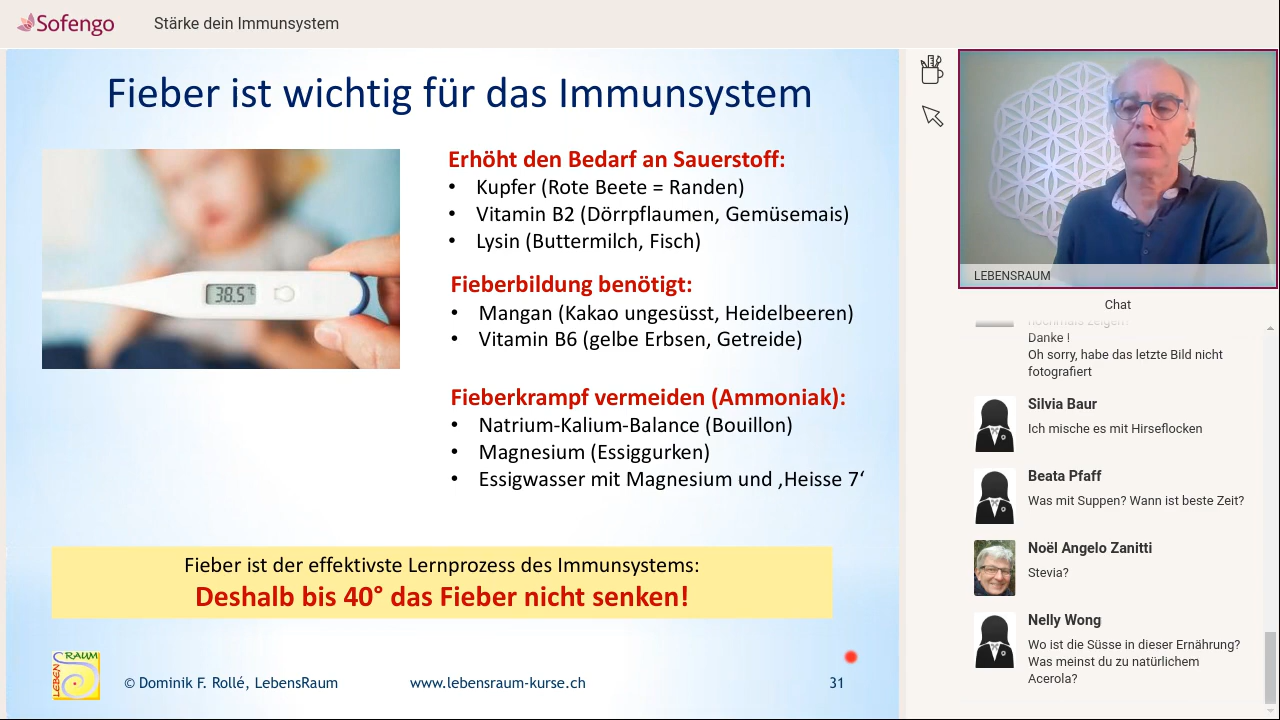 Sofengo
Stärke dein Immunsystem
Fieber ist wichtig für das Immunsystem
38.5°
Erhöht den Bedarf an Sauerstoff:
• Kupfer (Rote Beete = Randen)
• Vitamin B2 (Dörrpflaumen, Gemüsemais)
• Lysin (Buttermilch, Fisch)
Fieberbildung benötigt:
• Mangan (Kakao ungesüsst, Heidelbeeren)
• Vitamin B6 (gelbe Erbsen, Getreide)
Fieberkrampf vermeiden (Ammoniak):
• Natrium-Kalium-Balance (Bouillon)
• Magnesium (Essiggurken)
• Essigwasser mit Magnesium und ‚Heisse 7‘
Fieber ist der effektivste Lernprozess des Immunsystems:
Deshalb bis 40° das Fieber nicht senken!
LEBENS RAUM
© Dominik F. Rollé, LebensRaum
www.lebensraum-kurse.ch
31
LEBENSRAUM
Chat
nochmals zeigen?
Danke !
Oh sorry, habe das letzte Bild nicht
fotografiert
Silvia Baur
Ich mische es mit Hirseflocken
Beata Pfaff
Was mit Suppen? Wann ist beste Zeit?
Noël Angelo Zanitti
Stevia?
Nelly Wong
Wo ist die Süsse in dieser Ernährung?
Was meinst du zu natürlichem
Acerola?